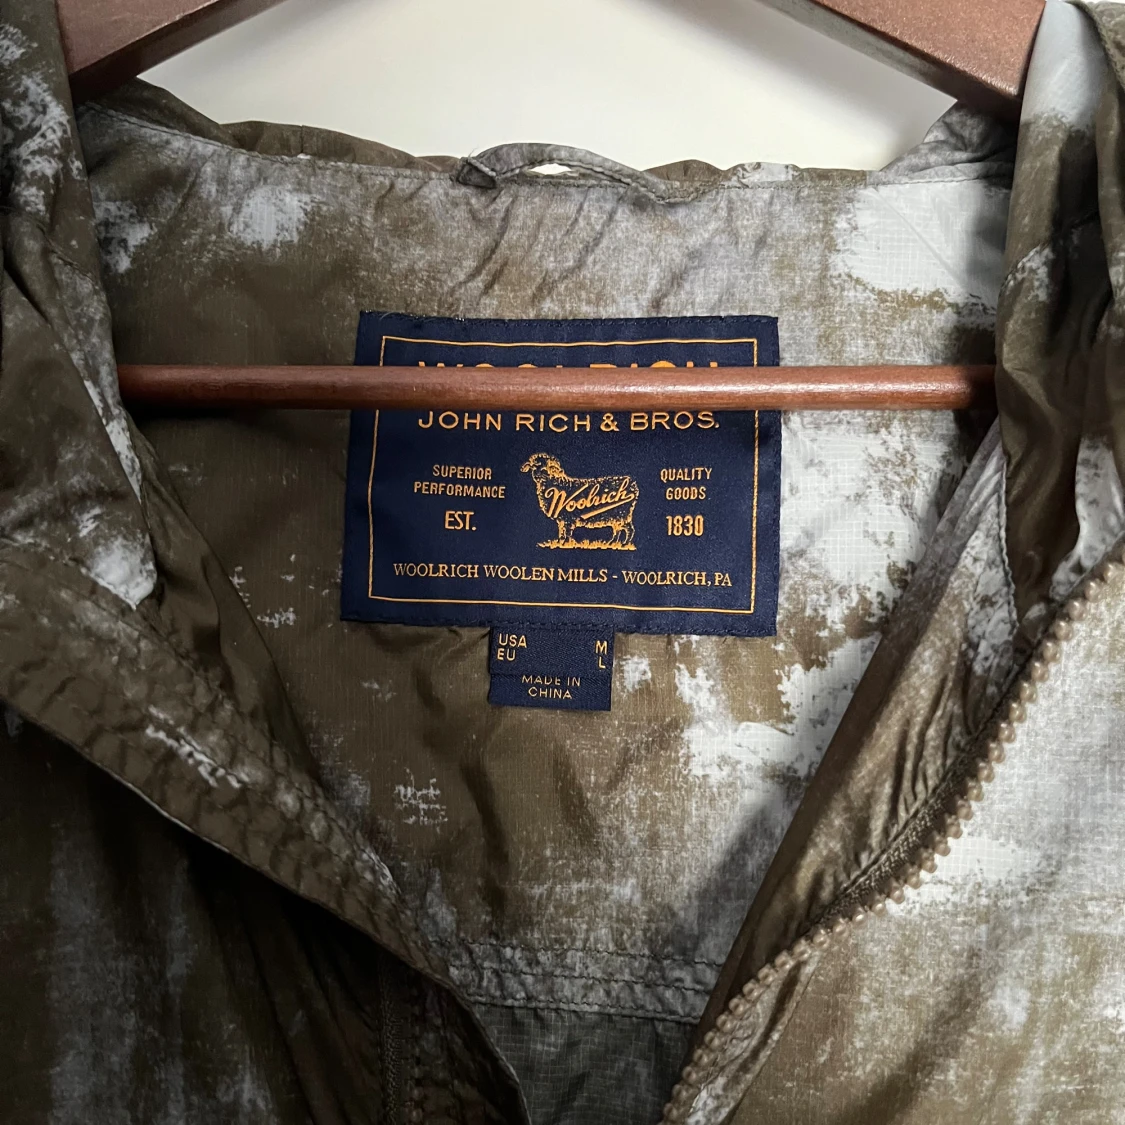 WOOLRICH
JOHN RICH & BROS.
SUPERIOR
PERFORMANCE
EST.
Woolrich
QUALITY
GOODS
1830
WOOLRICH WOOLEN MILLS - WOOLRICH, PA
USA M
EU L
MADE IN
CHINA